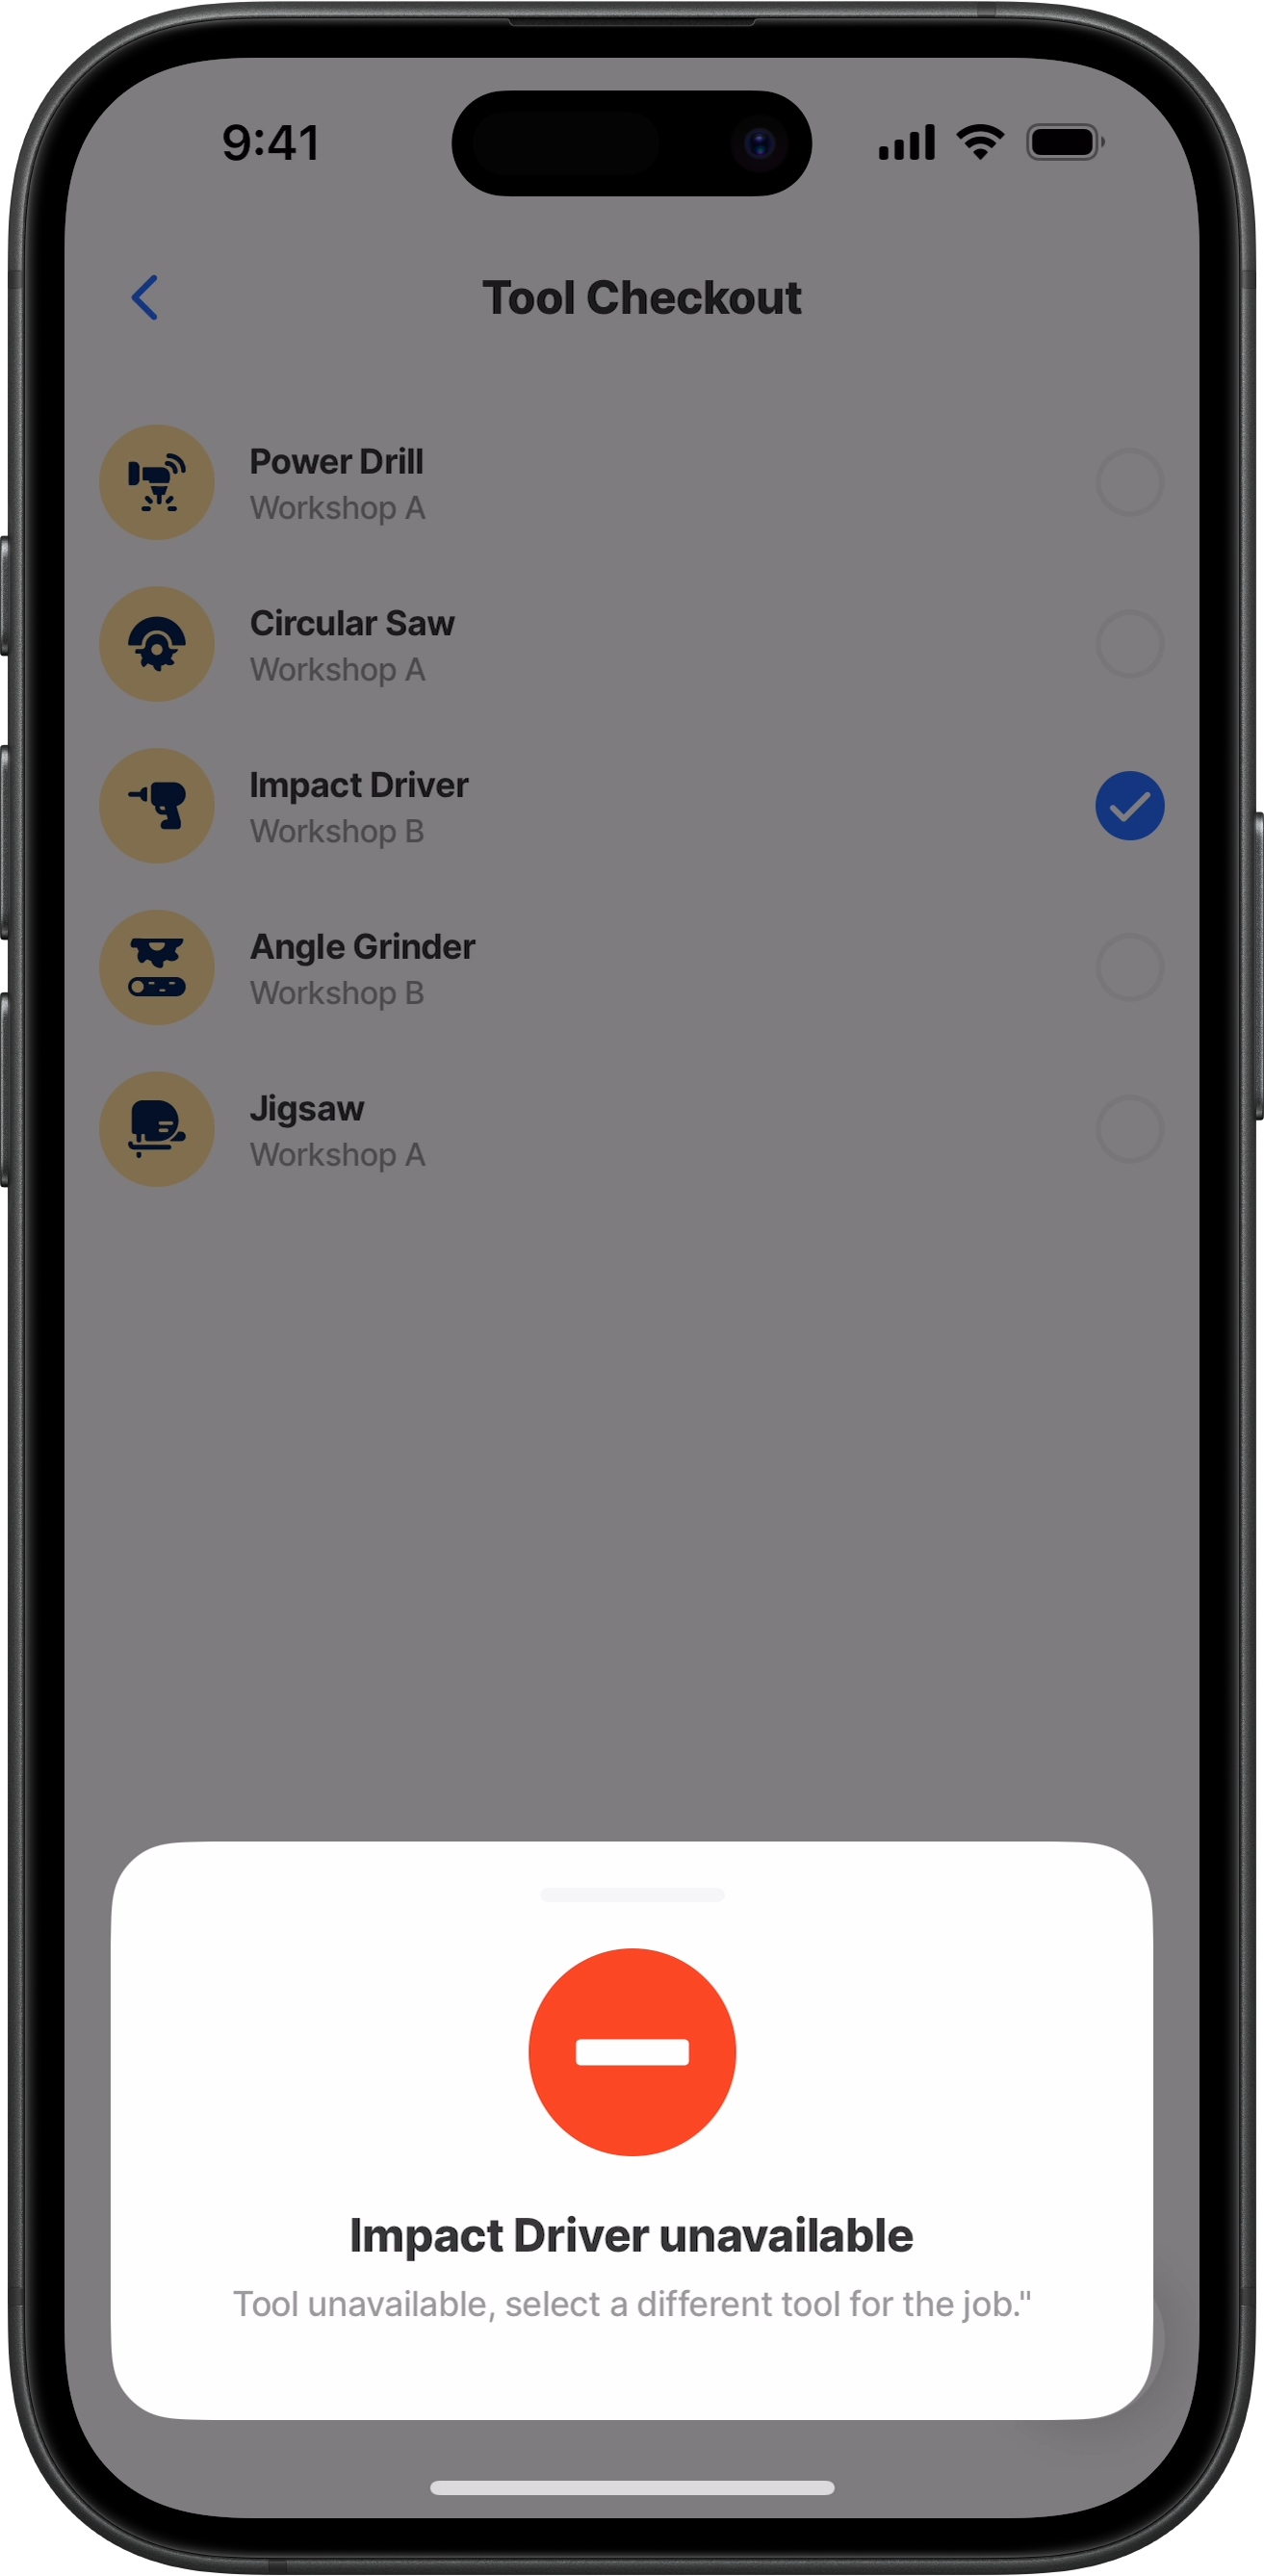 9:41
Tool Checkout
Power Drill
Workshop A
Circular Saw
Workshop A
Impact Driver
Workshop B
Angle Grinder
Workshop B
Jigsaw
Workshop A
Impact Driver unavailable
Tool unavailable, select a different tool for the job."